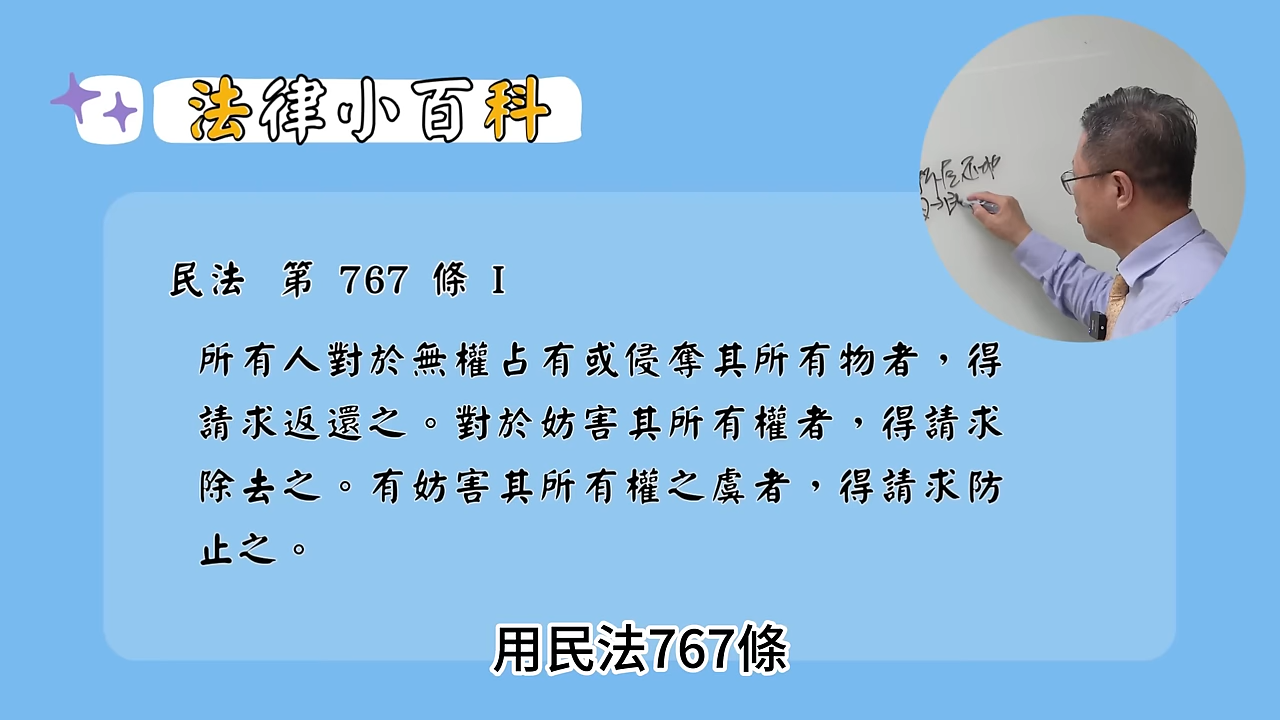 法律小百科
民法 第 767 條 I
所有人對於無權占有或侵奪其所有物者，得
請求返還之。對於妨害其所有權者，得請求
除去之。有妨害其所有權之虞者，得請求防
止之。
還地
用民法767條